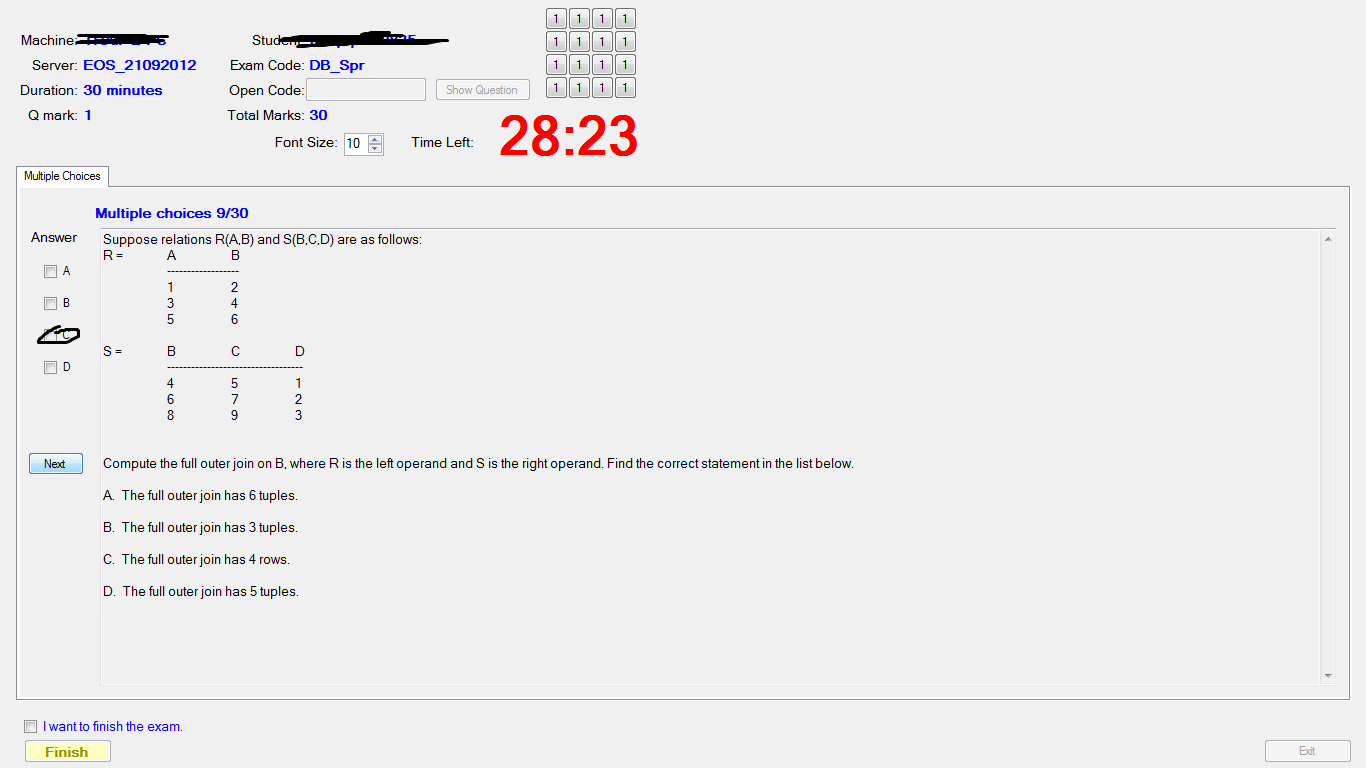 Machine:
Student
Server: EOS_21092012
Exam Code: DB_Spr
Duration: 30 minutes
Open Code:
Show Question
Q mark: 1
Total Marks: 30
Font Size: 10
Time Left: 28:23
1 1 1 1
1 1 1 1
1 1 1 1
1 1 1 1
Multiple Choices
Multiple choices 9/30
Answer
A
B
C
D
Next
Suppose relations R(A,B) and S(B,C,D) are as follows:
R = A B
------------------
1 2
3 4
5 6
S = B C D
----------------------------------
4 5 1
6 7 2
8 9 3
Compute the full outer join on B, where R is the left operand and S is the right operand. Find the correct statement in the list below.
A. The full outer join has 6 tuples.
B. The full outer join has 3 tuples.
C. The full outer join has 4 rows.
D. The full outer join has 5 tuples.
I want to finish the exam.
Finish
Exit